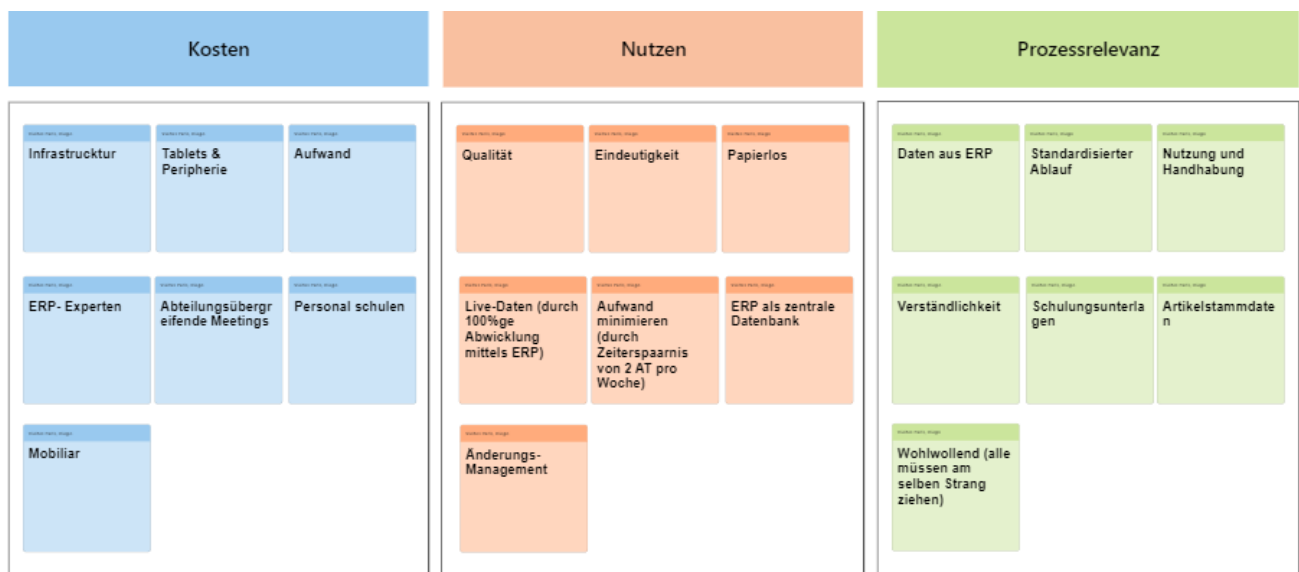 Kosten
Nutzen
Prozessrelevanz
Infrastrucktur
Tablets &
Peripherie
Aufwand
ERP- Experten
Abteilungsübergr
eifende Meetings
Personal schulen
Mobiliar
Qualität
Eindeutigkeit
Papierlos
Live-Daten (durch
100%ge
Abwicklung
mittels ERP)
Aufwand
minimieren
(durch
Zeiterspaarnis
von 2 AT pro
Woche)
ERP als zentrale
Datenbank
Änderungs-
Management
Daten aus ERP
Standardisierter
Ablauf
Nutzung und
Handhabung
Verständlichkeit
Schulungsunterla
gen
Artikelstammdate
n
Wohlwollend (alle
müssen am
selben Strang
ziehen)